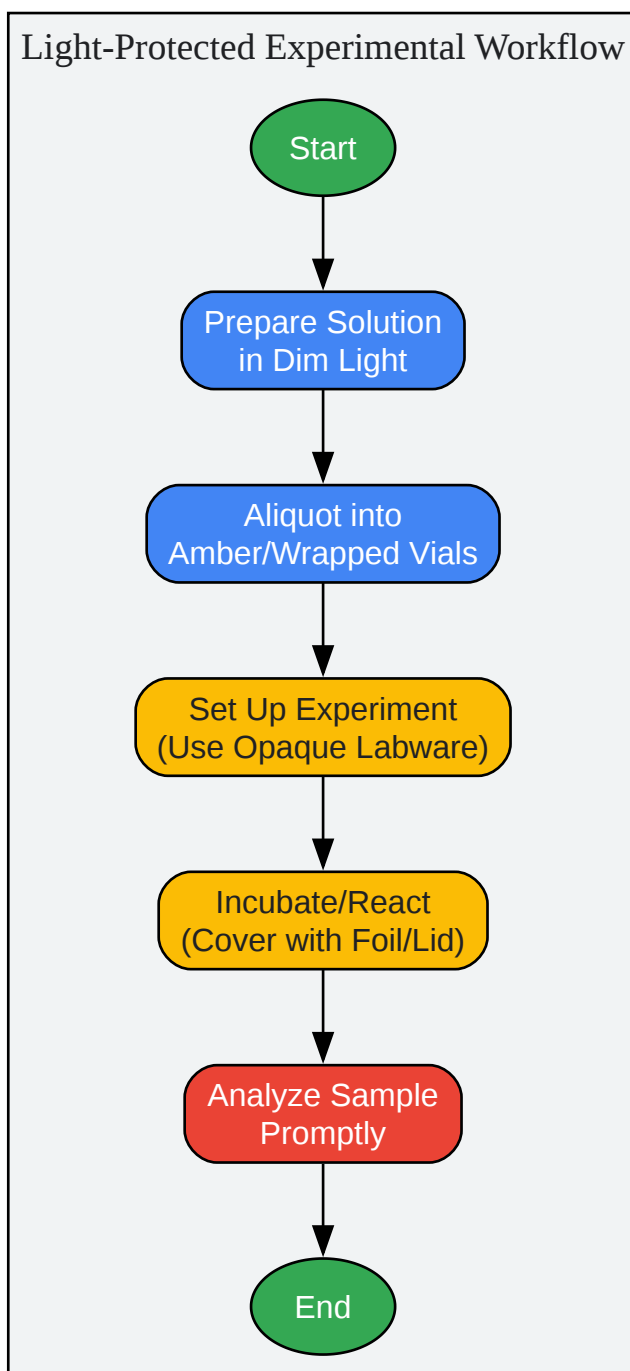 Light-Protected Experimental Workflow
Start
Prepare Solution
in Dim Light
Aliquot into
Amber/Wrapped Vials
Set Up Experiment
(Use Opaque Labware)
Incubate/React
(Cover with Foil/Lid)
Analyze Sample
Promptly
End